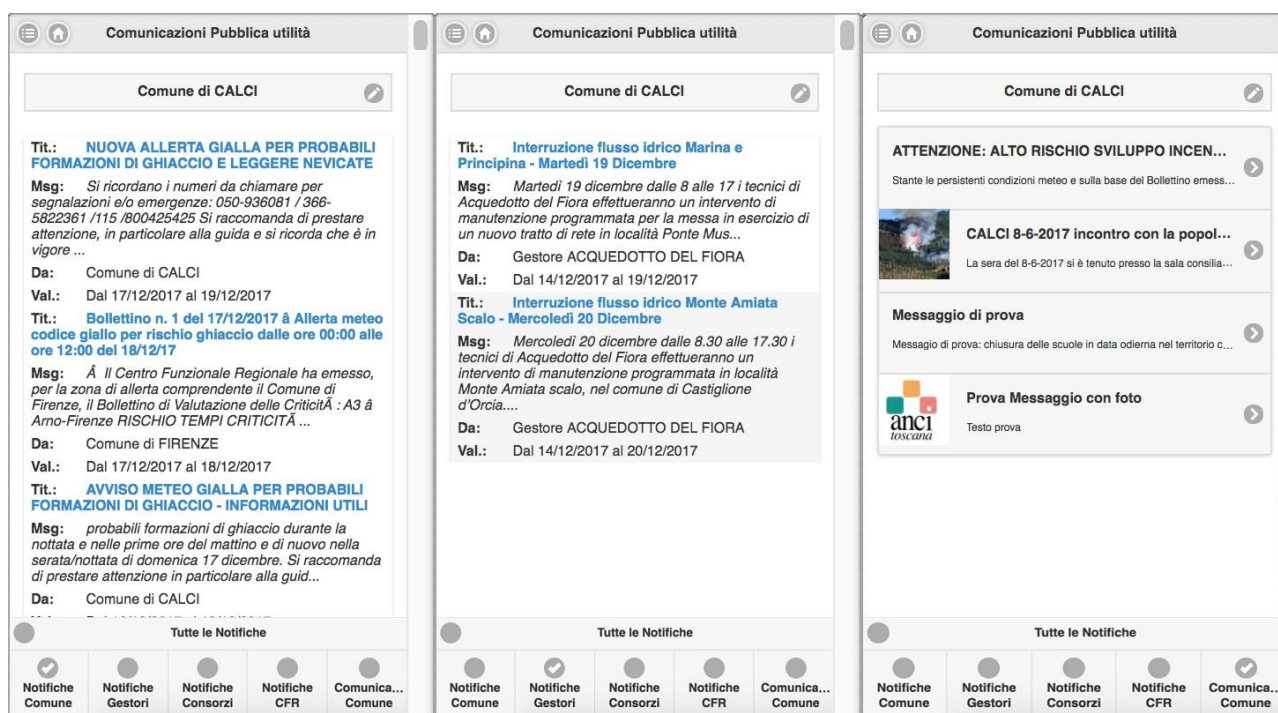 Comunicazioni Pubblica utilità
Comune di CALCI
Tit.: NUOVA ALLERTA GIALLA PER PROBABILI
FORMAZIONI DI GHIACCIO E LEGGERE NEVICATE
Msg: Si ricordano i numeri da chiamare per
segnalazioni e/o emergenze: 050-
936081 / 366-
5822361 /115 /800425425 Si raccomanda di prestare
attenzione, in particolare alla guida e si ricorda che è in
vigore ...
Da: Comune di CALCI
Val.: Dal 17/12/2017 al 19/12/2017
Tit.: Bollettino n. 1 del 17/12/2017 â Allerta meteo
codice giallo per rischio ghiaccio dalle ore 00:00 alle
ore 12:00 del 18/12/17
Msg: Â Il Centro Funzionale Regionale ha emesso,
per la zona di allerta comprendente il Comune di
Firenze, il Bollettino di Valutazione delle CriticitÃ : A3 â
Arno-Firenze RISCHIO TEMPI CRITICITÃ ...
Da: Comune di FIRENZE
Val.: Dal 17/12/2017 al 18/12/2017
Tit.: AVVISO METEO GIALLA PER PROBABILI
FORMAZIONI DI GHIACCIO - INFORMAZIONI UTILI
Msg: probabili formazioni di ghiaccio durante la
nottata e nelle prime ore del mattino e di nuovo nella
serata/nottata di domenica 17 dicembre. Si raccomanda
di prestare attenzione in particolare alla guid...
Da: Comune di CALCI
Tutte le Notifiche
Notifiche Comune
Notifiche Gestori
Notifiche Consorzi
Notifiche CFR
Comunica... Comune
Comunicazioni Pubblica utilità
Comune di CALCI
Tit.: Interruzione flusso idrico Marina e
Principina - Martedì 19 Dicembre
Msg: Martedì 19 dicembre dalle 8 alle 17 i tecnici di
Acquedotto del Fiora effettueranno un intervento di
manutenzione programmata per la messa in esercizio di
un nuovo tratto di rete in località Ponte Mus...
Da: Gestore ACQUEDOTTO DEL FIORA
Val.: Dal 14/12/2017 al 19/12/2017
Tit.: Interruzione flusso idrico Monte Amiata
Scalo - Mercoledì 20 Dicembre
Msg: Mercoledì 20 dicembre dalle 8.30 alle 17.30 i
tecnici di Acquedotto del Fiora effettueranno un
intervento di manutenzione programmata in località
Monte Amiata scalo, nel comune di Castiglione
d'Orcia....
Da: Gestore ACQUEDOTTO DEL FIORA
Val.: Dal 14/12/2017 al 20/12/2017
Tutte le Notifiche
Notifiche Comune
Notifiche Gestori
Notifiche Consorzi
Notifiche CFR
Comunica... Comune
Comunicazioni Pubblica utilità
Comune di CALCI
ATTENZIONE: ALTO RISCHIO SVILUPPO INCEN...
Stante le persistenti condizioni meteo e sulla base del Bollettino emess...
CALCI 8-6-2017 incontro con la popol...
La sera del 8-6-2017 si è tenuto presso la sala consilia...
Messaggio di prova
Messagio di prova: chiusura delle scuole in data odierna nel territorio c...
anci
toscana
Prova Messaggio con foto
Testo prova
Tutte le Notifiche
Notifiche Comune
Notifiche Gestori
Notifiche Consorzi
Notifiche CFR
Comunica... Comune